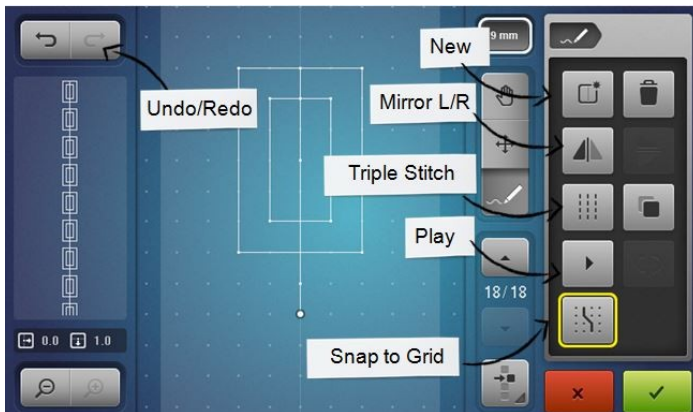 9 mm
New
Undo/Redo
Mirror L/R
Triple Stitch
Play
18/18
0.0 1.0
Snap to Grid